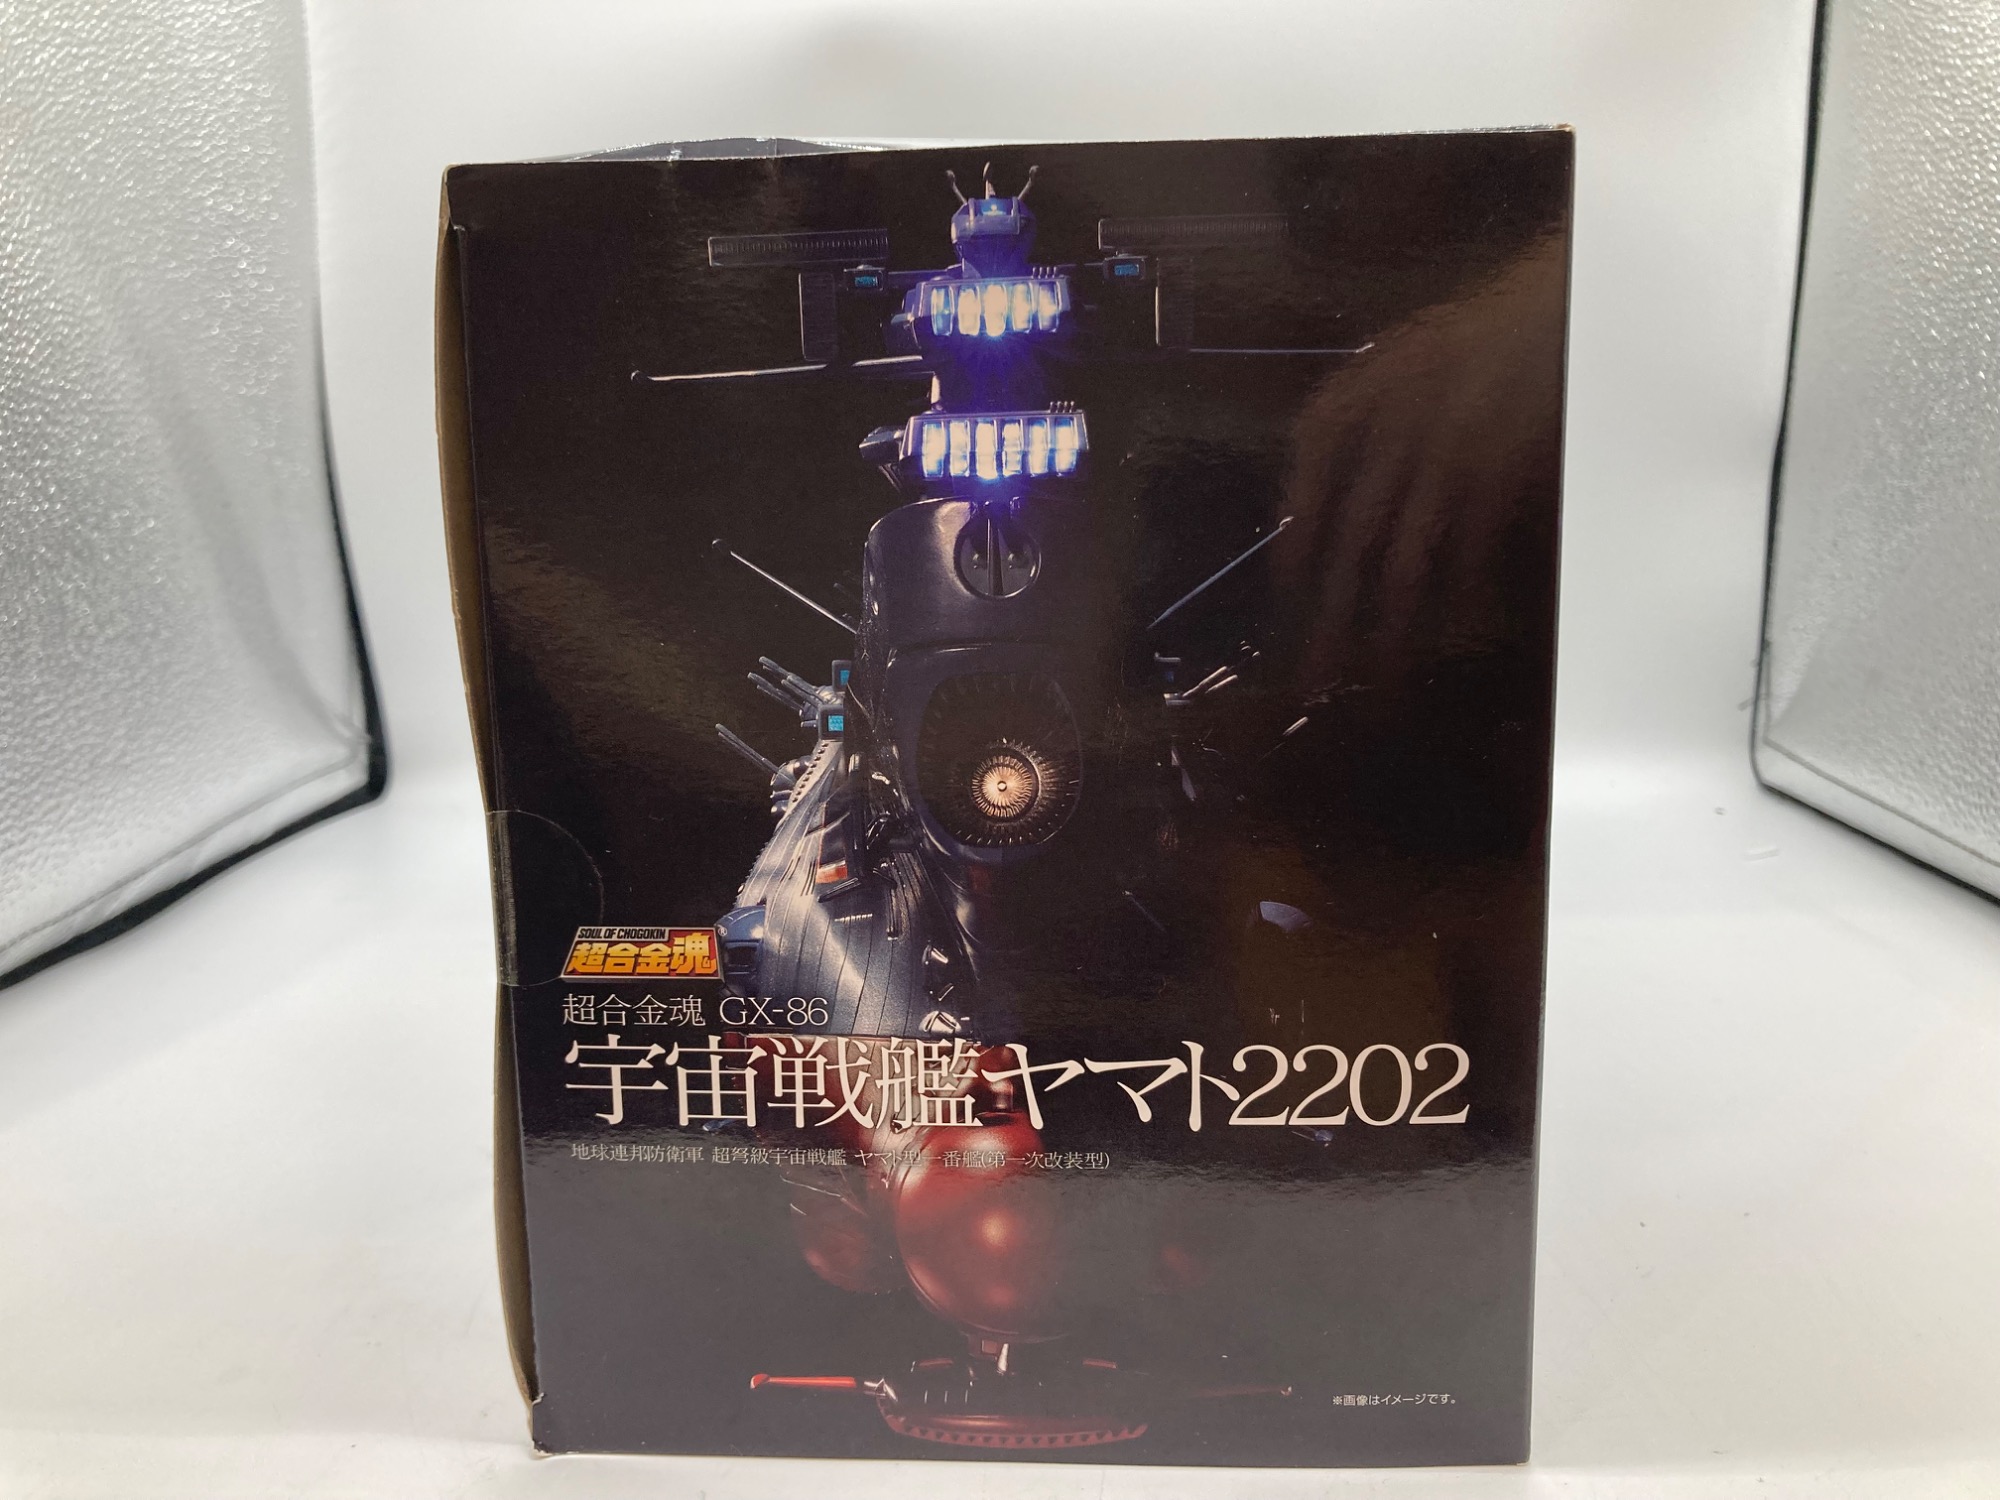 SOUL OF CHOGOKIN
超合金魂®
超合金魂 GX-86
宇宙戦艦ヤマト2202
地球連邦防衛軍 超弩級宇宙戦艦 ヤマト型一番艦(第一次改装型)
※画像はイメージです。